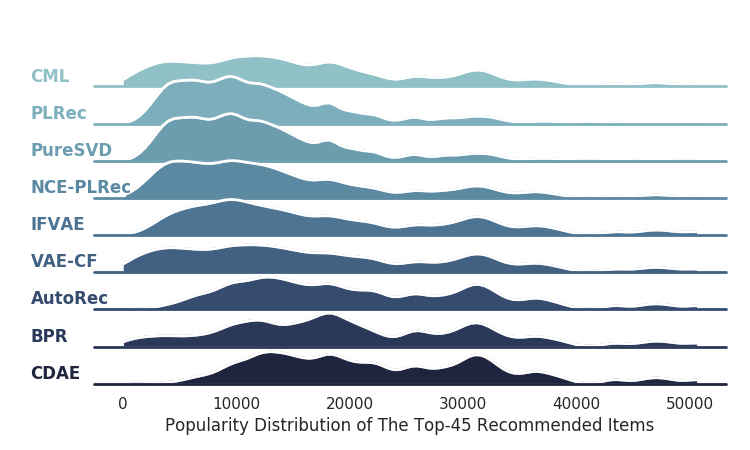 CML
PLRec
PureSVD
NCE-PLRec
IFVAE
VAE-CF
AutoRec
BPR
CDAE
0 10000 20000 30000 40000 50000
Popularity Distribution of The Top-45 Recommended Items